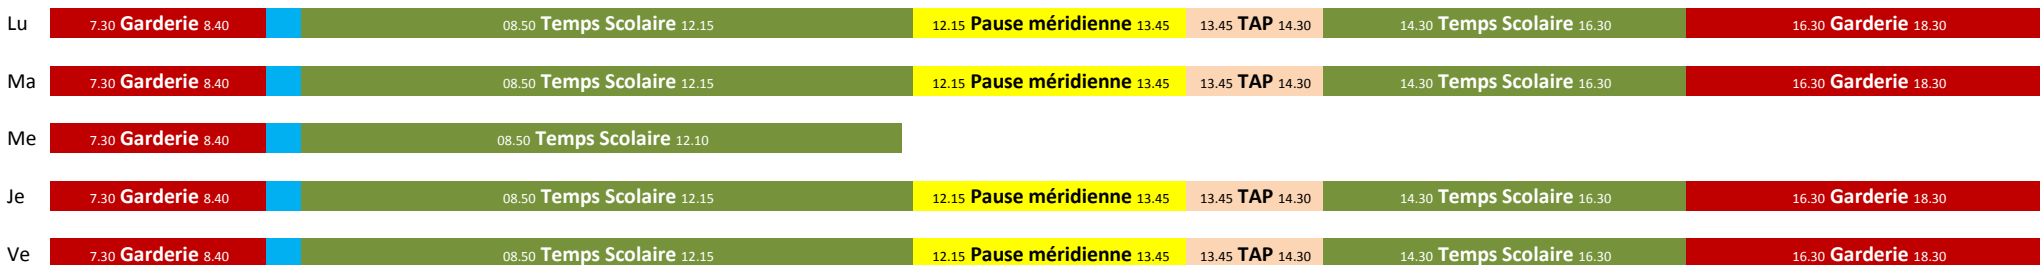 Lu 7.30 Garderie 8.40 08.50 Temps Scolaire 12.15 12.15 Pause méridienne 13.45 13.45 TAP 14.30 14.30 Temps Scolaire 16.30 16.30 Garderie 18.30
Ma 7.30 Garderie 8.40 08.50 Temps Scolaire 12.15 12.15 Pause méridienne 13.45 13.45 TAP 14.30 14.30 Temps Scolaire 16.30 16.30 Garderie 18.30
Me 7.30 Garderie 8.40 08.50 Temps Scolaire 12.10
Je 7.30 Garderie 8.40 08.50 Temps Scolaire 12.15 12.15 Pause méridienne 13.45 13.45 TAP 14.30 14.30 Temps Scolaire 16.30 16.30 Garderie 18.30
Ve 7.30 Garderie 8.40 08.50 Temps Scolaire 12.15 12.15 Pause méridienne 13.45 13.45 TAP 14.30 14.30 Temps Scolaire 16.30 16.30 Garderie 18.30